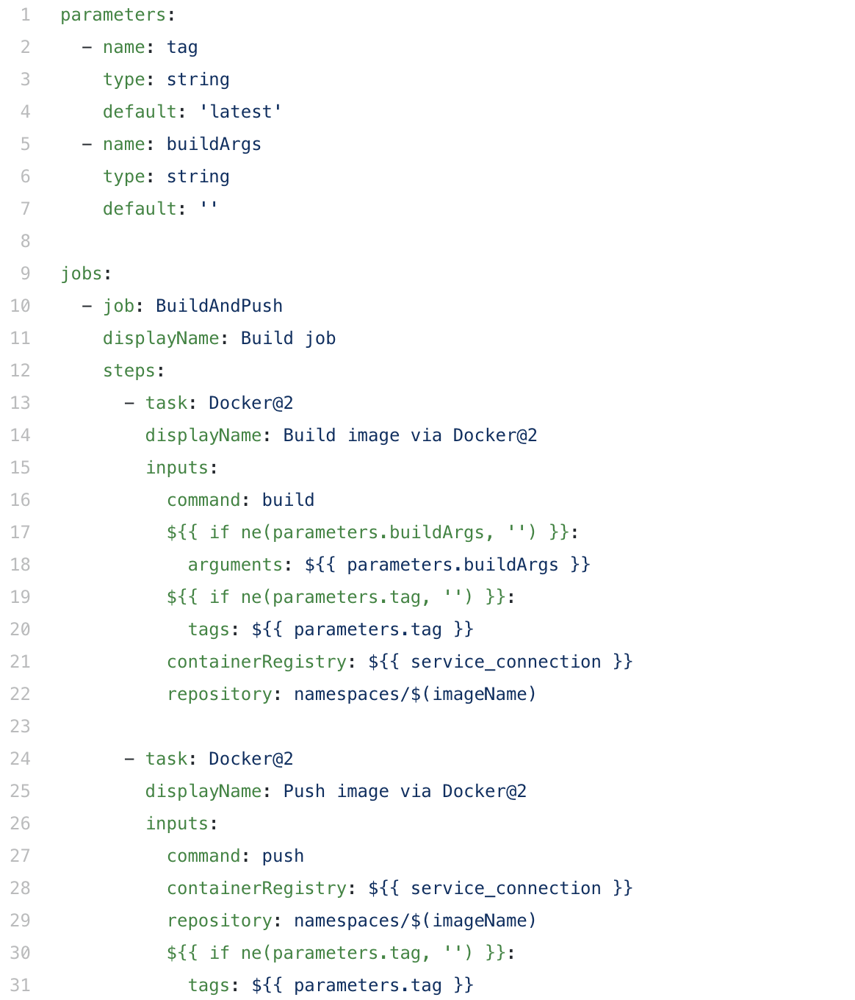 1 parameters:
2   - name: tag
3     type: string
4     default: 'latest'
5   - name: buildArgs
6     type: string
7     default: ''
8
9 jobs:
10   - job: BuildAndPush
11     displayName: Build job
12     steps:
13       - task: Docker@2
14         displayName: Build image via Docker@2
15         inputs:
16           command: build
17           ${{ if ne(parameters.buildArgs, '') }}:
18             arguments: ${{ parameters.buildArgs }}
19           ${{ if ne(parameters.tag, '') }}:
20             tags: ${{ parameters.tag }}
21           containerRegistry: ${{ service_connection }}
22           repository: namespaces/$(imageName)
23
24       - task: Docker@2
25         displayName: Push image via Docker@2
26         inputs:
27           command: push
28           containerRegistry: ${{ service_connection }}
29           repository: namespaces/$(imageName)
30           ${{ if ne(parameters.tag, '') }}:
31             tags: ${{ parameters.tag }}